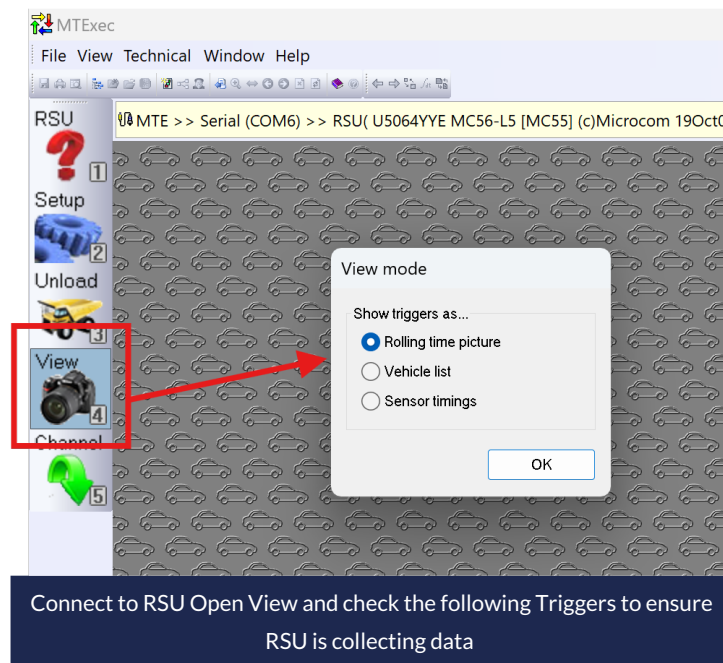 MTExec
File View Technical Window Help
RSU
MTE >> Serial (COM6) >> RSU( U5064YYE MC56-L5 [MC55] (c)Microcom 19Oct0
1
Setup
2
Unload
3
View
4
Channel
5
View mode
Show triggers as...
Rolling time picture
Vehicle list
Sensor timings
OK
Connect to RSU Open View and check the following Triggers to ensure
RSU is collecting data